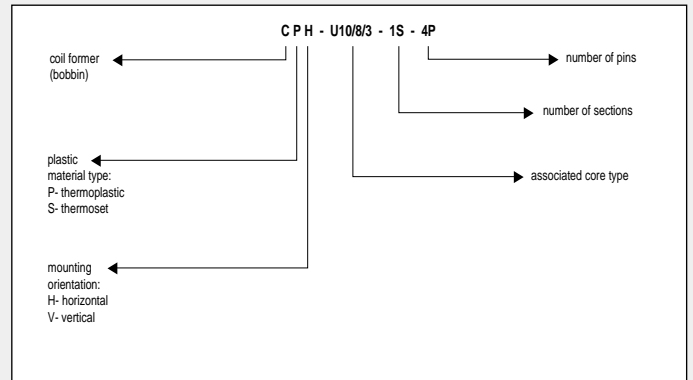 C P H - U10/8/3 - 1S - 4P
coil former
(bobbin)
number of pins
number of sections
plastic
material type:
P- thermoplastic
S- thermoset
associated core type
mounting
orientation:
H- horizontal
V- vertical